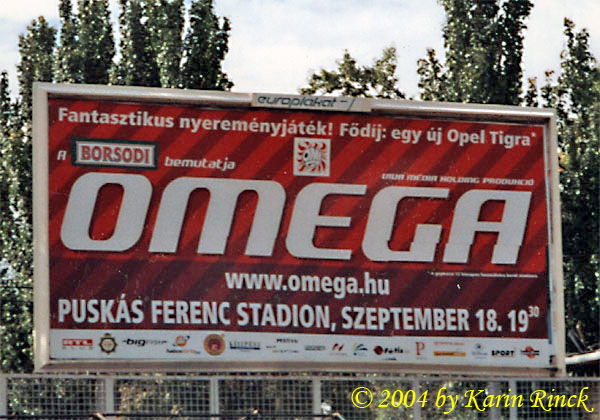 europlakat
Fantasztikus nyereményjáték! Fődíj: egy új Opel Tigra*
A BORSODI bemutatja
VIVA MÉDIA HOLDING PRODUKCIÓ
OMEGA
www.omega.hu
PUSKÁS FERENC STADION, SZEPTEMBER 18. 19³⁰
RTL
SPORT
© 2004 by Karin Rinck